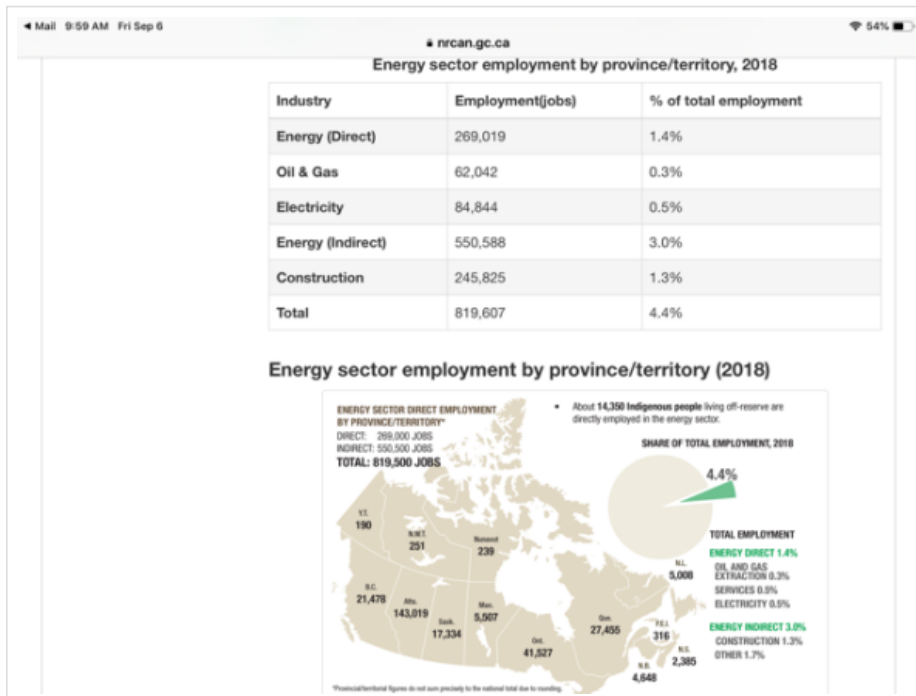 Mail 9:59 AM Fri Sep 6 54%
nrcan.gc.ca
Energy sector employment by province/territory, 2018
Industry Employment(jobs) % of total employment
Energy (Direct) 269,019 1.4%
Oil & Gas 62,042 0.3%
Electricity 84,844 0.5%
Energy (Indirect) 550,588 3.0%
Construction 245,825 1.3%
Total 819,607 4.4%
Energy sector employment by province/territory (2018)
ENERGY SECTOR DIRECT EMPLOYMENT
BY PROVINCE/TERRITORY*
DIRECT: 269,000 JOBS
INDIRECT: 550,500 JOBS
TOTAL: 819,500 JOBS
• About 14,350 Indigenous people living off-reserve are
directly employed in the energy sector.
SHARE OF TOTAL EMPLOYMENT, 2018
4.4%
Y.T.
190
N.W.T.
251
Nunavut
239
B.C.
21,478
Alta.
143,019
Sask.
17,334
Man.
5,507
Ont.
41,527
Que.
27,455
N.L.
5,008
P.E.I.
316
N.S.
2,385
N.B.
4,648
TOTAL EMPLOYMENT
ENERGY DIRECT 1.4%
OIL AND GAS
EXTRACTION 0.3%
SERVICES 0.5%
ELECTRICITY 0.5%
ENERGY INDIRECT 3.0%
CONSTRUCTION 1.3%
OTHER 1.7%
*Provincial/territorial figures do not sum precisely to the national total due to rounding.